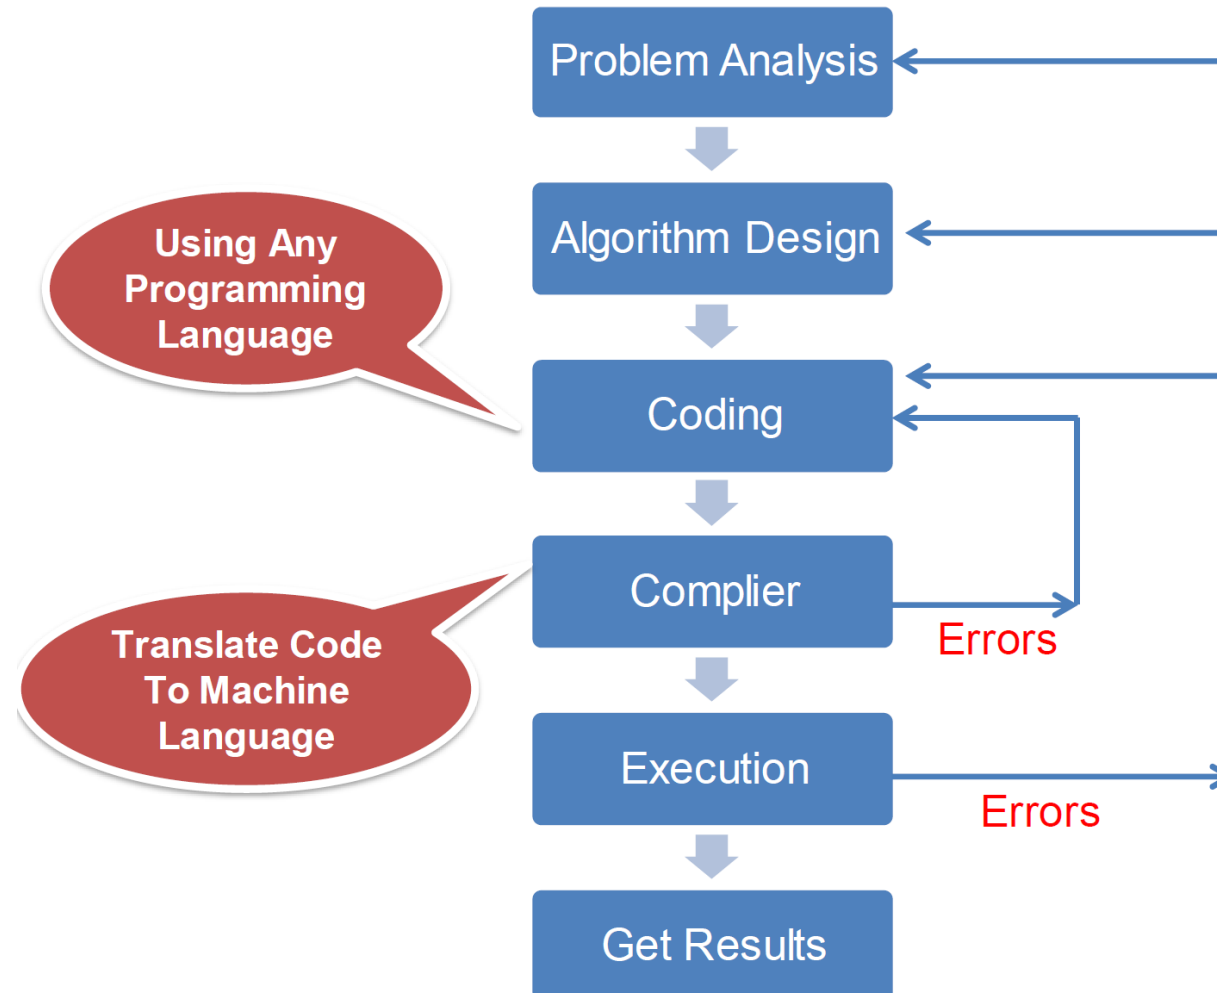 Problem Analysis
Algorithm Design
Using Any
Programming
Language
Coding
Complier
Errors
Translate Code
To Machine
Language
Execution
Errors
Get Results